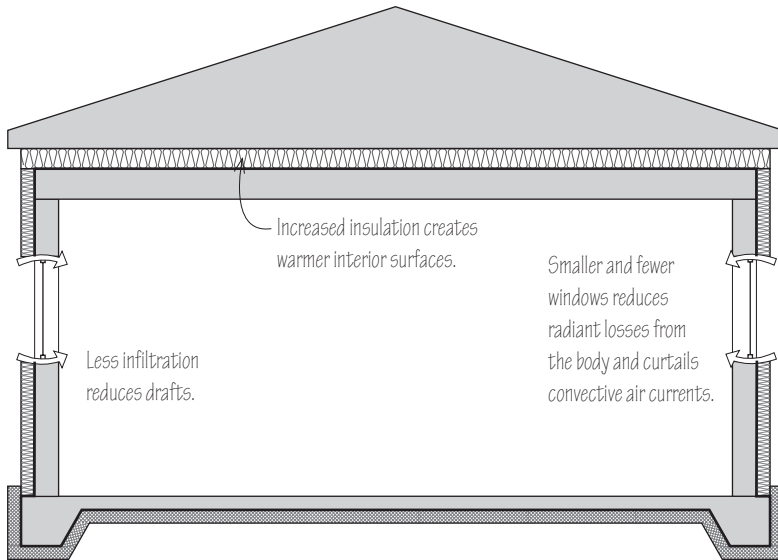 Increased insulation creates
warmer interior surfaces.
Smaller and fewer
windows reduces
radiant losses from
the body and curtails
convective air currents.
Less infiltration
reduces drafts.